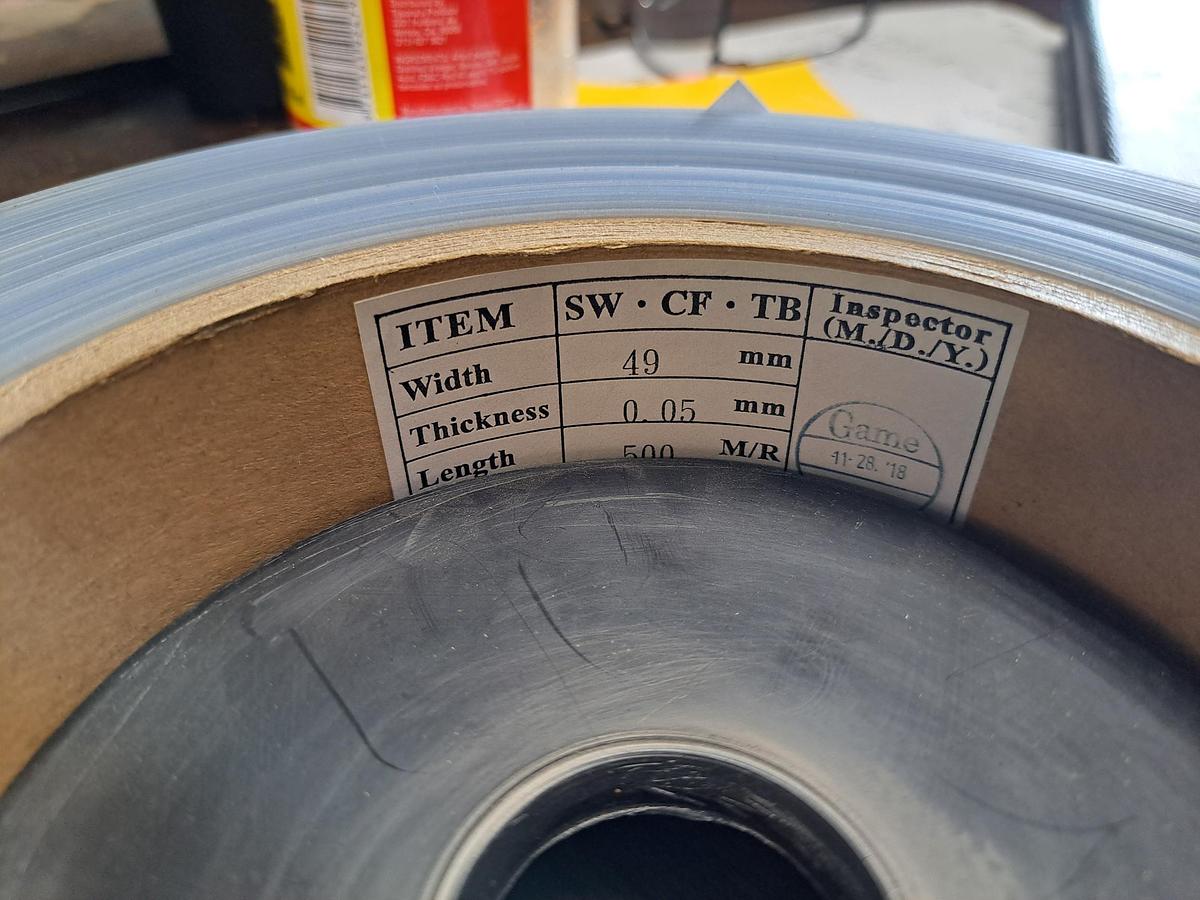 ITEM SW · CF · TB Inspector
(M./D./Y.)
Width 49 mm
Thickness 0.05 mm
Length 500 M/R
Game
11·28.'18